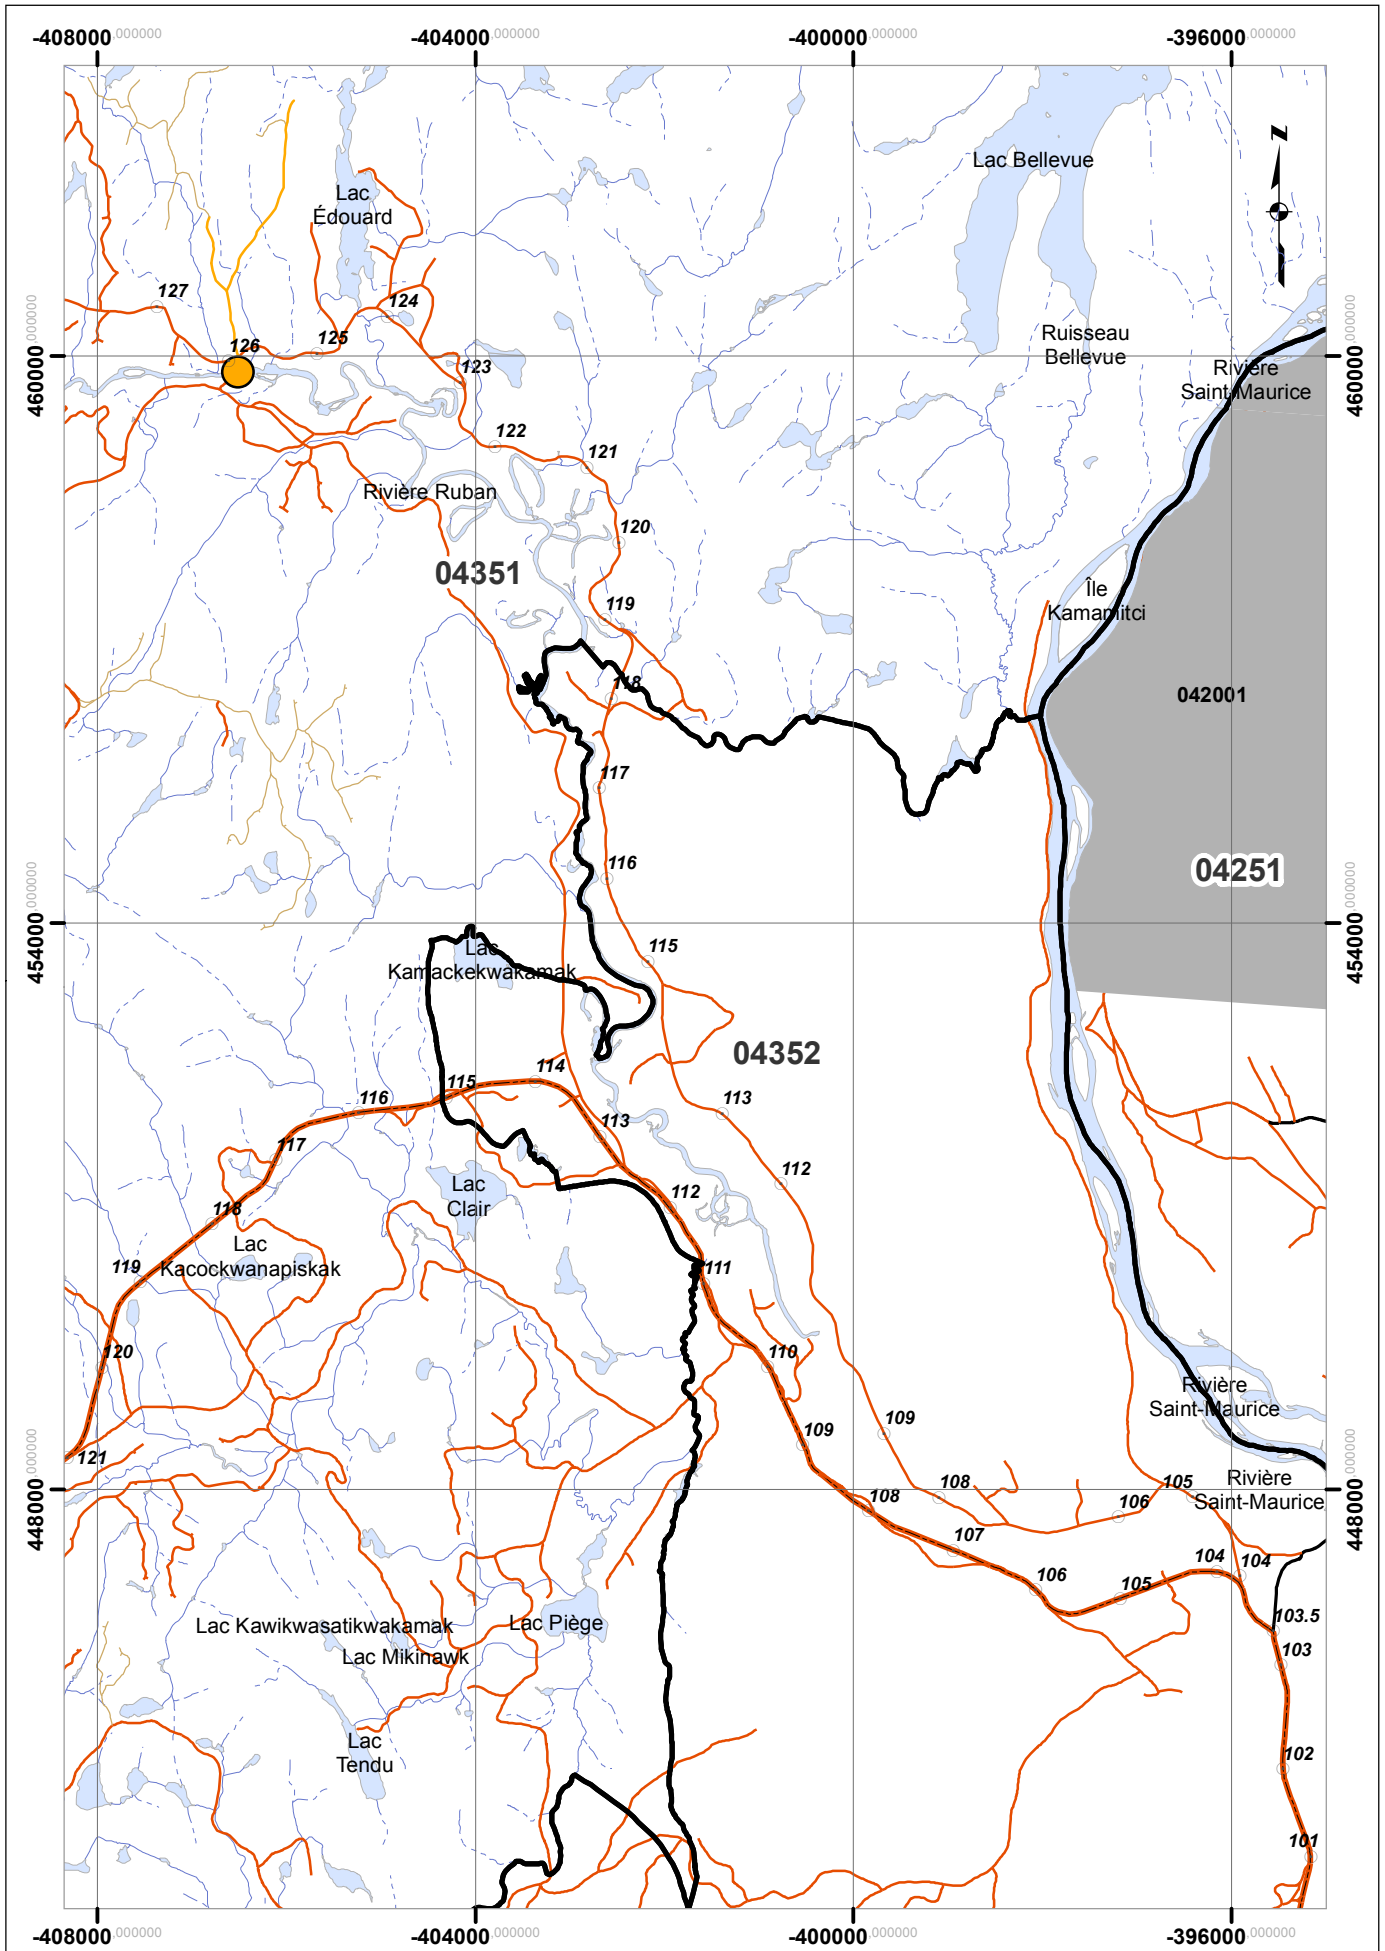 -408000,000000
-404000,000000
-400000,000000
-396000,000000
N
Lac Bellevue
Lac
Édouard
127
124
125
126
123
Ruisseau
Bellevue
Rivière
Saint-Maurice
460000,000000
460000,000000
122
121
Rivière Ruban
120
04351
Île
Kamamitci
119
118
042001
117
116
04251
454000,000000
454000,000000
115
Lac
Kamackekwakamak
04352
114
115
116
113
113
117
112
112
Lac
Clair
118
Lac
Kacockwanapiskak
119
111
120
110
Rivière
Saint-Maurice
109
109
121
108
108
105
106
Rivière
Saint-Maurice
448000,000000
448000,000000
107
104
104
106
105
103.5
103
Lac Kawikwasatikwakamak
Lac Piège
Lac Mikinawk
Lac
Tendu
102
101
-408000,000000
-404000,000000
-400000,000000
-396000,000000